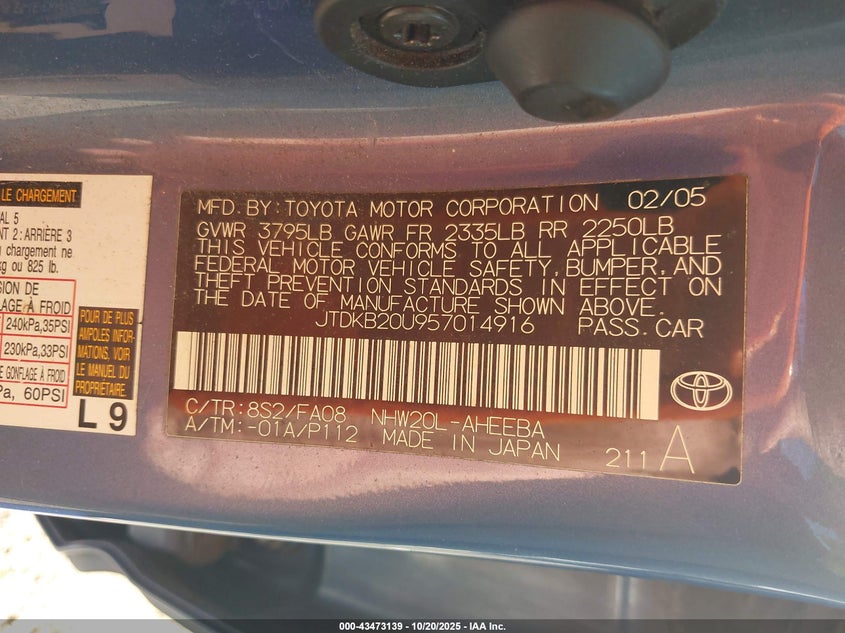 LE CHARGEMENT
AL 5
NT 2 : ARRIÈRE 3
u chargement ne
kg ou 825 lb.
SION DE
LAGE À FROID
240kPa,35PSI
230kPa,33PSI
DE GONFLAGE À FROID
Pa, 60PSI
POUR DE PLUS
AMPLES INFOR-
MATIONS, VOIR
LE MANUEL DU
PROPRIÉTAIRE.
L 9
MFD. BY: TOYOTA MOTOR CORPORATION 02/05
GVWR 3795LB GAWR FR 2335LB RR 2250LB
THIS VEHICLE CONFORMS TO ALL APPLICABLE
FEDERAL MOTOR VEHICLE SAFETY, BUMPER, AND
THEFT PREVENTION STANDARDS IN EFFECT ON
THE DATE OF MANUFACTURE SHOWN ABOVE.
JTDKB20U957014916 PASS. CAR
C/TR: 8S2/FA08 NHW20L-AHEEBA
A/TM: -01A/P112 MADE IN JAPAN 211 A
000-43473139 - 10/20/2025 - IAA Inc.